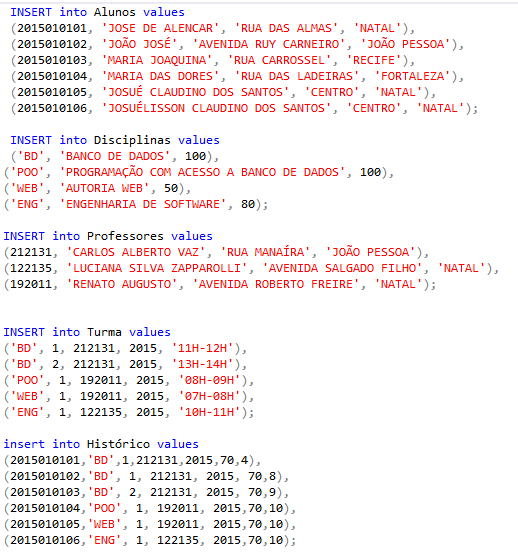 INSERT into Alunos values
(2015010101, 'JOSE DE ALENCAR', 'RUA DAS ALMAS', 'NATAL'),
(2015010102, 'JOÃO JOSÉ', 'AVENIDA RUY CARNEIRO', 'JOÃO PESSOA'),
(2015010103, 'MARIA JOAQUINA', 'RUA CARROSSEL', 'RECIFE'),
(2015010104, 'MARIA DAS DORES', 'RUA DAS LADEIRAS', 'FORTALEZA'),
(2015010105, 'JOSUÉ CLAUDINO DOS SANTOS', 'CENTRO', 'NATAL'),
(2015010106, 'JOSUÉLISSON CLAUDINO DOS SANTOS', 'CENTRO', 'NATAL');
INSERT into Disciplinas values
('BD', 'BANCO DE DADOS', 100),
('POO', 'PROGRAMAÇÃO COM ACESSO A BANCO DE DADOS', 100),
('WEB', 'AUTORIA WEB', 50),
('ENG', 'ENGENHARIA DE SOFTWARE', 80);
INSERT into Professores values
(212131, 'CARLOS ALBERTO VAZ', 'RUA MANAÍRA', 'JOÃO PESSOA'),
(122135, 'LUCIANA SILVA ZAPPAROLLI', 'AVENIDA SALGADO FILHO', 'NATAL'),
(192011, 'RENATO AUGUSTO', 'AVENIDA ROBERTO FREIRE', 'NATAL');
INSERT into Turma values
('BD', 1, 212131, 2015, '11H-12H'),
('BD', 2, 212131, 2015, '13H-14H'),
('POO', 1, 192011, 2015, '08H-09H'),
('WEB', 1, 192011, 2015, '07H-08H'),
('ENG', 1, 122135, 2015, '10H-11H');
insert into Histórico values
(2015010101,'BD',1,212131,2015,70,4),
(2015010102,'BD', 1, 212131, 2015, 70,8),
(2015010103,'BD', 2, 212131, 2015, 70,9),
(2015010104,'POO', 1, 192011, 2015,70,10),
(2015010105,'WEB', 1, 192011, 2015,70,10),
(2015010106,'ENG', 1, 122135, 2015,70,10);